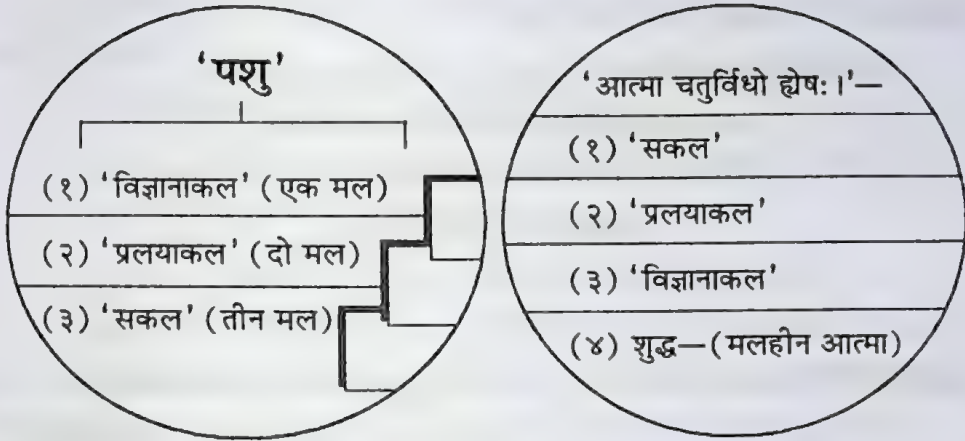 'पशु'
(१) 'विज्ञानाकल' (एक मल)
(२) 'प्रलयाकल' (दो मल)
(३) 'सकल' (तीन मल)
'आत्मा चतुर्विधो ह्येषः ।'—
(१) 'सकल'
(२) 'प्रलयाकल'
(३) 'विज्ञानाकल'
(४) शुद्ध—(मलहीन आत्मा)